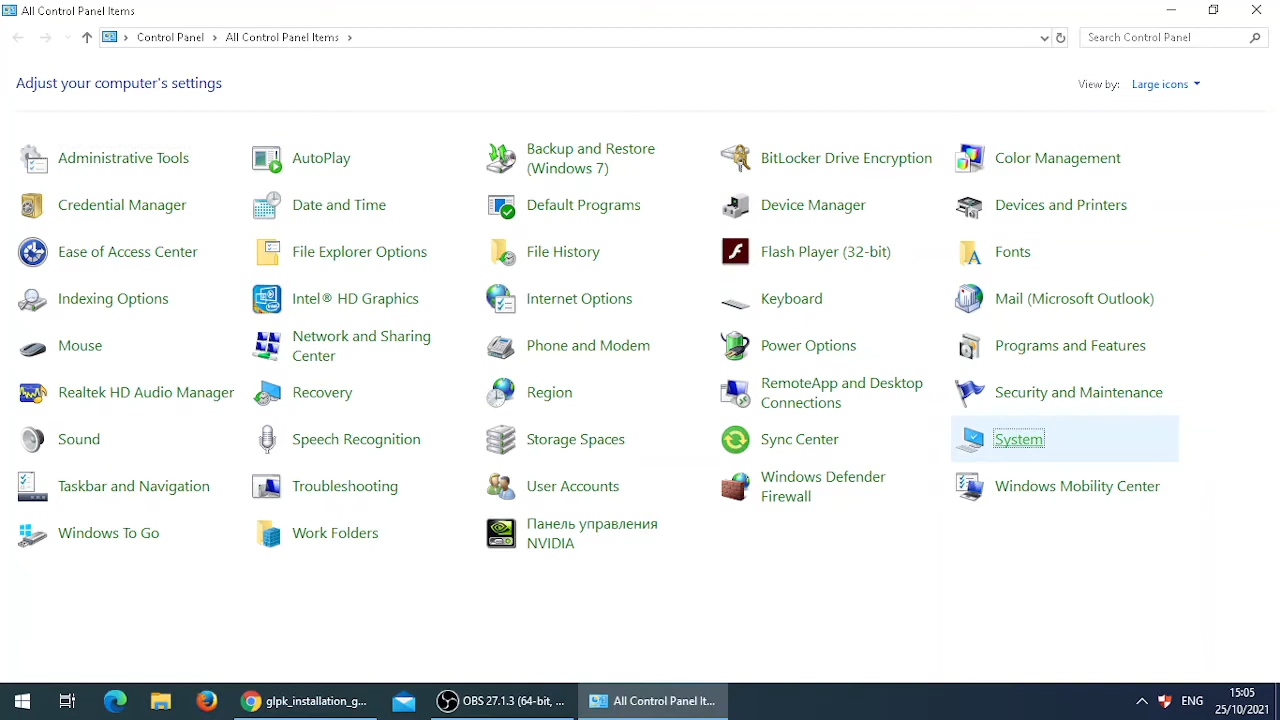 All Control Panel Items
Control Panel
All Control Panel Items
Search Control Panel
Adjust your computer's settings
View by:
Large icons
Administrative Tools
AutoPlay
Backup and Restore
(Windows 7)
BitLocker Drive Encryption
Color Management
Credential Manager
Date and Time
Default Programs
Device Manager
Devices and Printers
Ease of Access Center
File Explorer Options
File History
Flash Player (32-bit)
Fonts
Indexing Options
Intel® HD Graphics
Internet Options
Keyboard
Mail (Microsoft Outlook)
Mouse
Network and Sharing
Center
Phone and Modem
Power Options
Programs and Features
Realtek HD Audio Manager
Recovery
Region
RemoteApp and Desktop
Connections
Security and Maintenance
Sound
Speech Recognition
Storage Spaces
Sync Center
System
Taskbar and Navigation
Troubleshooting
User Accounts
Windows Defender
Firewall
Windows Mobility Center
Windows To Go
Work Folders
Панель управления
NVIDIA
glpk_installation_g...
OBS 27.1.3 (64-bit, ...
All Control Panel It...
ENG
15:05
25/10/2021